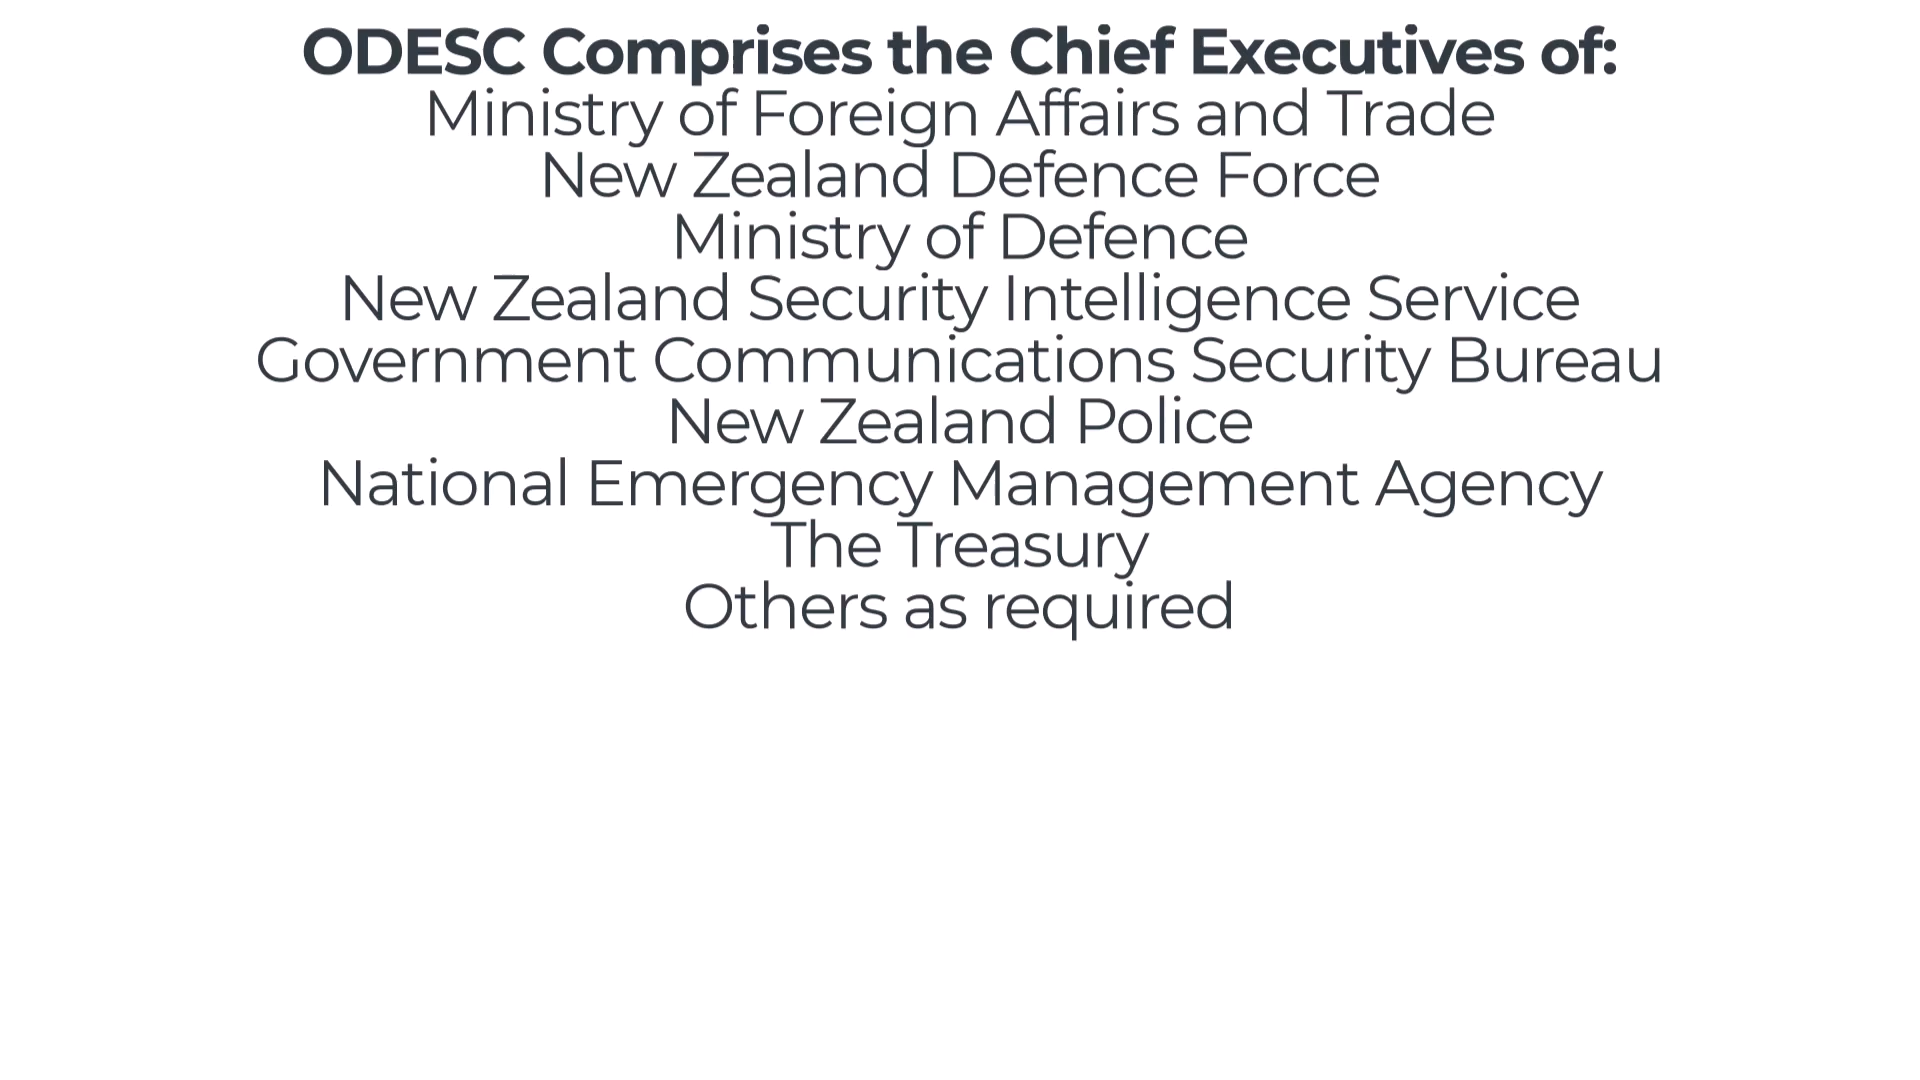 ODESC Comprises the Chief Executives of:
Ministry of Foreign Affairs and Trade
New Zealand Defence Force
Ministry of Defence
New Zealand Security Intelligence Service
Government Communications Security Bureau
New Zealand Police
National Emergency Management Agency
The Treasury
Others as required